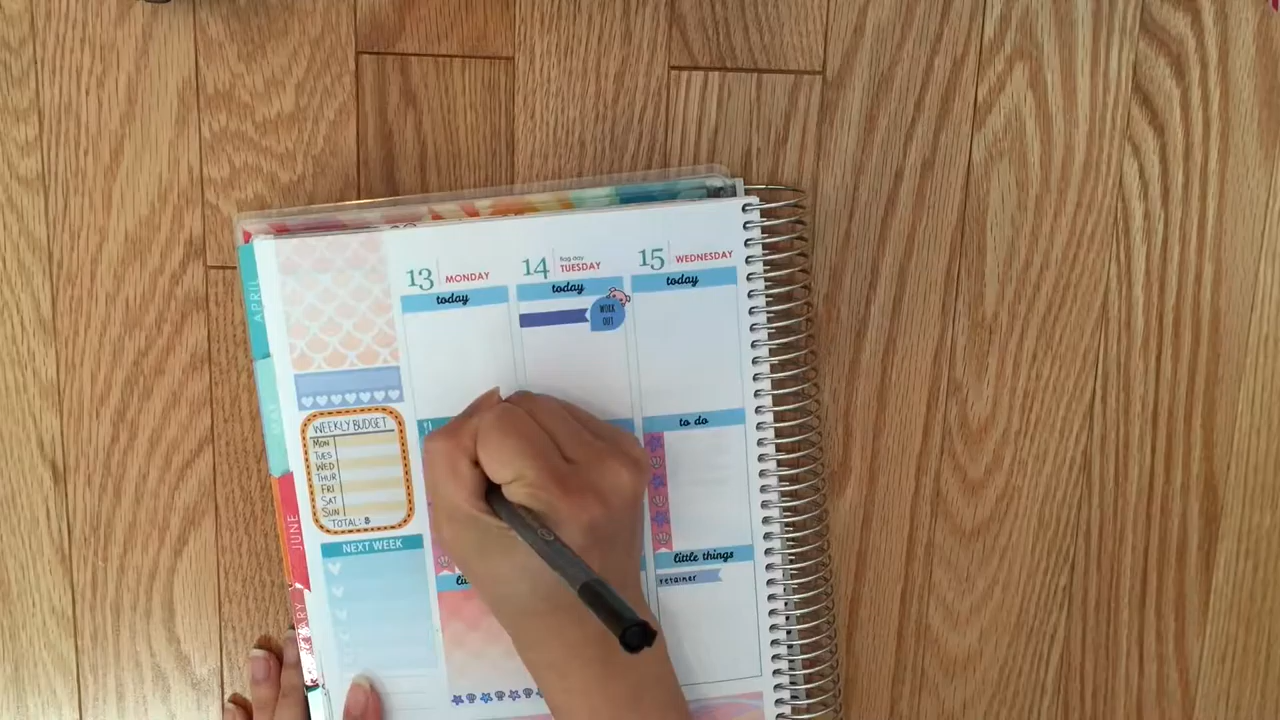 APRIL
MAY
JUNE
13 MONDAY
today
14 flag day
TUESDAY
today
WORK
OUT
15 WEDNESDAY
today
to do
little things
retainer
WEEKLY BUDGET
MON
TUES
WED
THUR
FRI
SAT
SUN
TOTAL: $
NEXT WEEK